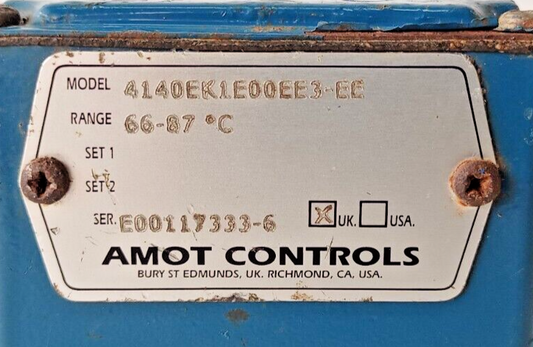 MODEL 4140EK1E00EE3-EE
RANGE 66-87 °C
SET 1
SET 2
SER. E00117333-6 X UK. USA.
AMOT CONTROLS
BURY ST EDMUNDS, UK. RICHMOND, CA, USA.